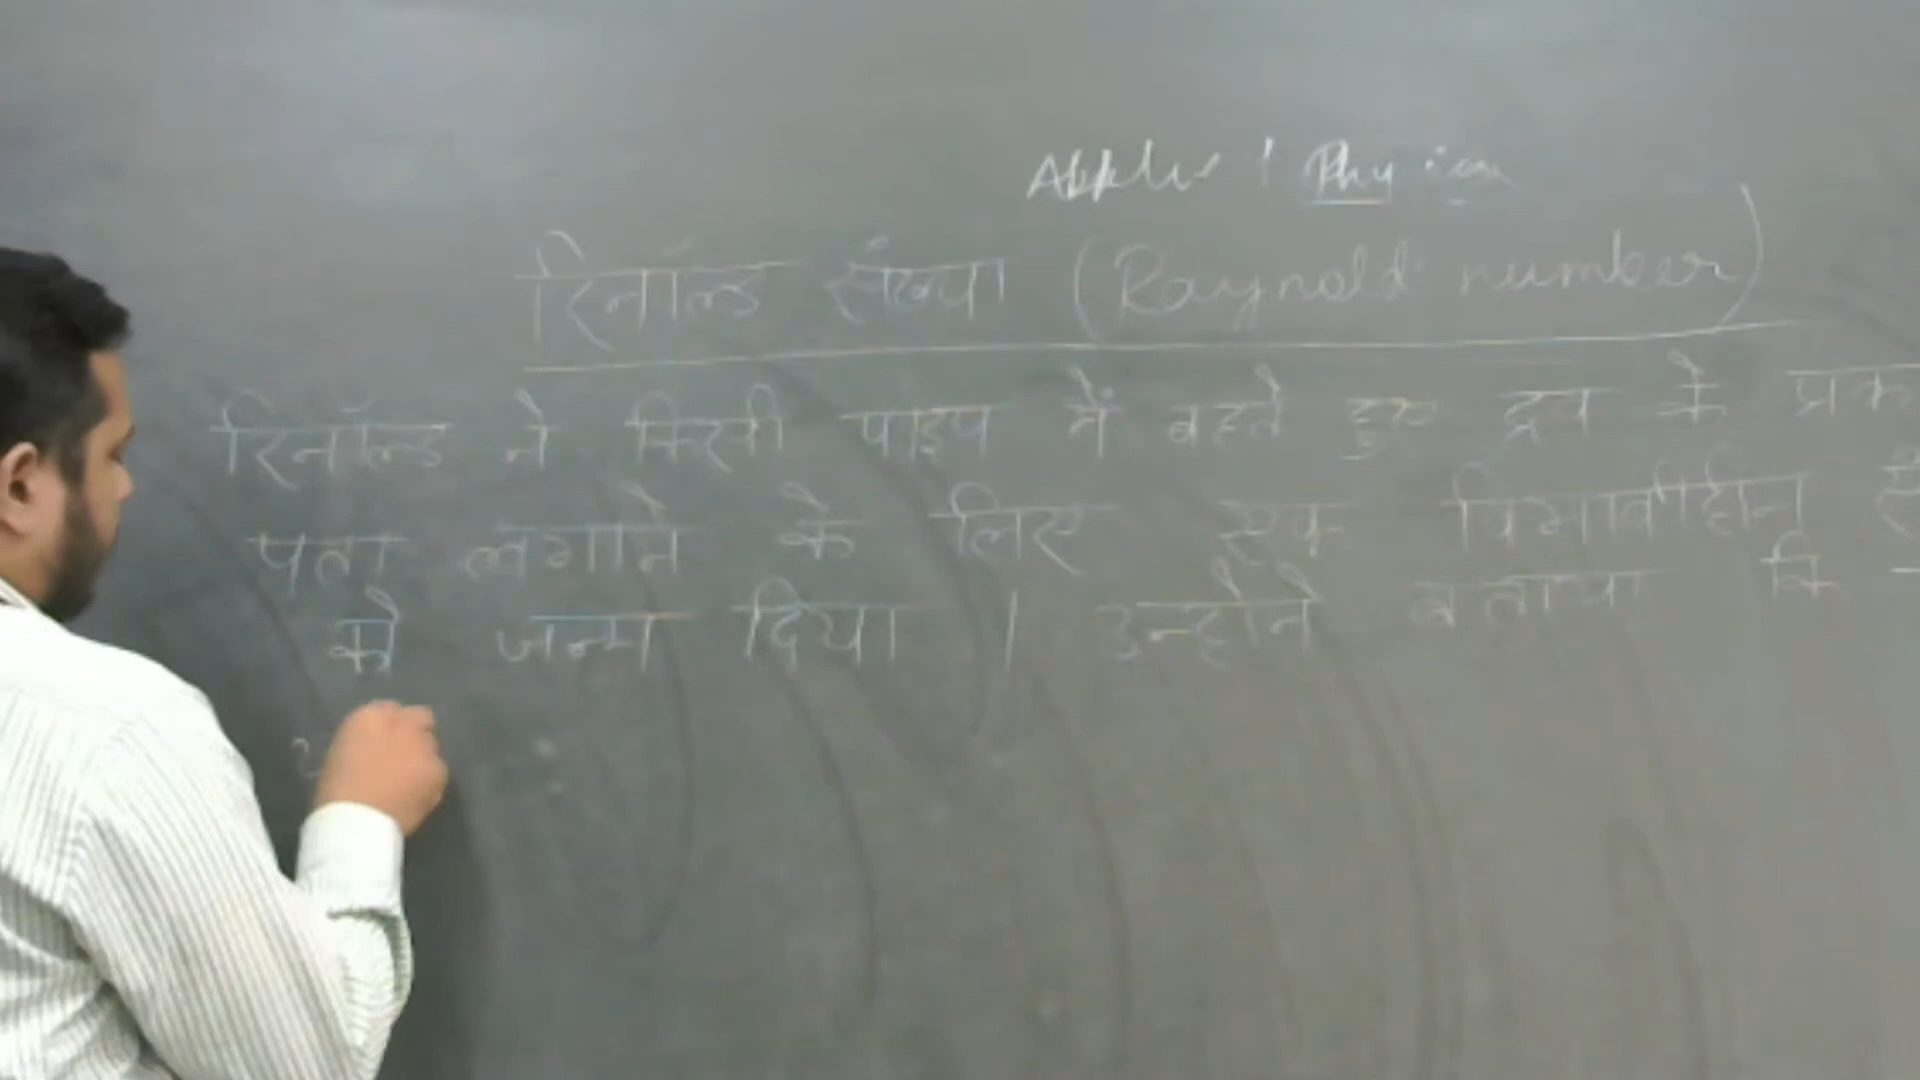 Applied Physics
रिनॉल्ड संख्या (Raynold number)
रिनॉल्ड ने किसी पाइप में बहते हुए द्रव के प्रका
पता लगाने के लिए एक विमाहीन
को जन्म दिया । उन्होंने बताया कि